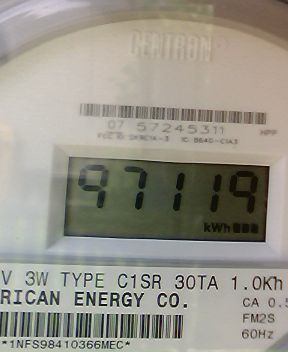 CENTRON
07 57245311
HPP
97119
kWh
V 3W TYPE C1SR 30TA 1.0Kh
RICAN ENERGY CO.
CA 0.5
FM2S
60Hz
*1NFS98410366MEC*